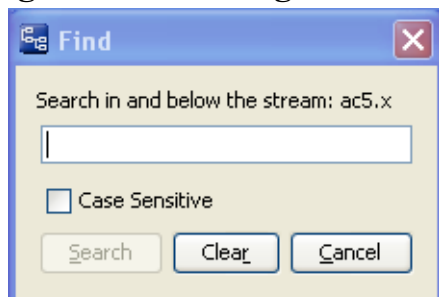 Find
Search in and below the stream: ac5.x
Case Sensitive
Search Clear Cancel